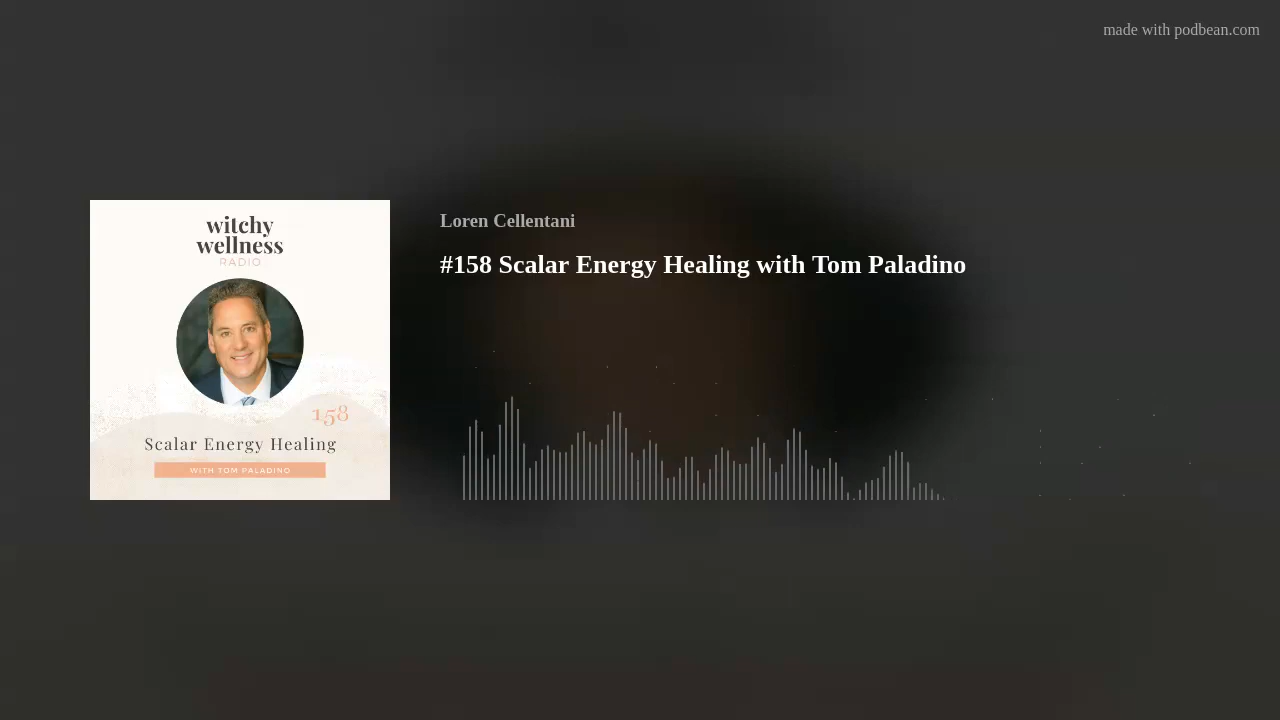 made with podbean.com
witchy
wellness
RADIO
158
Scalar Energy Healing
WITH TOM PALADINO
Loren Cellentani
#158 Scalar Energy Healing with Tom Paladino